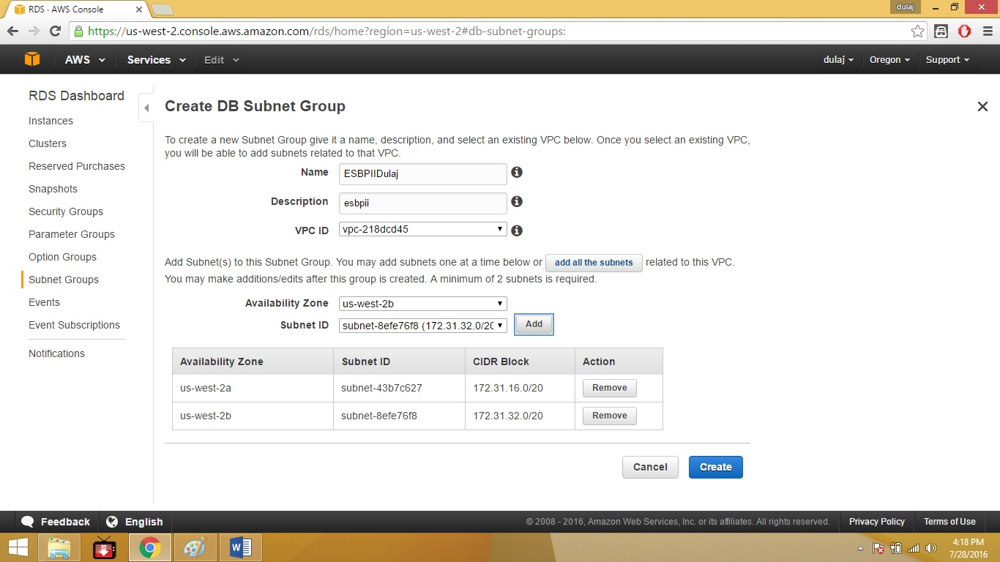 RDS · AWS Console
dulaj
https://us-west-2.console.aws.amazon.com/rds/home?region=us-west-2#db-subnet-groups:
AWS Services Edit dulaj Oregon Support
RDS Dashboard
Instances
Clusters
Reserved Purchases
Snapshots
Security Groups
Parameter Groups
Option Groups
Subnet Groups
Events
Event Subscriptions
Notifications
Create DB Subnet Group
To create a new Subnet Group give it a name, description, and select an existing VPC below. Once you select an existing VPC,
you will be able to add subnets related to that VPC.
Name ESBPIIDulaj
Description esbpii
VPC ID vpc-218dcd45
Add Subnet(s) to this Subnet Group. You may add subnets one at a time below or add all the subnets related to this VPC.
You may make additions/edits after this group is created. A minimum of 2 subnets is required.
Availability Zone us-west-2b
Subnet ID subnet-8efe76f8 (172.31.32.0/20 Add
Availability Zone Subnet ID CIDR Block Action
us-west-2a subnet-43b7c627 172.31.16.0/20 Remove
us-west-2b subnet-8efe76f8 172.31.32.0/20 Remove
Cancel Create
Feedback English © 2008 - 2016, Amazon Web Services, Inc. or its affiliates. All rights reserved. Privacy Policy Terms of Use
4:18 PM
7/28/2016